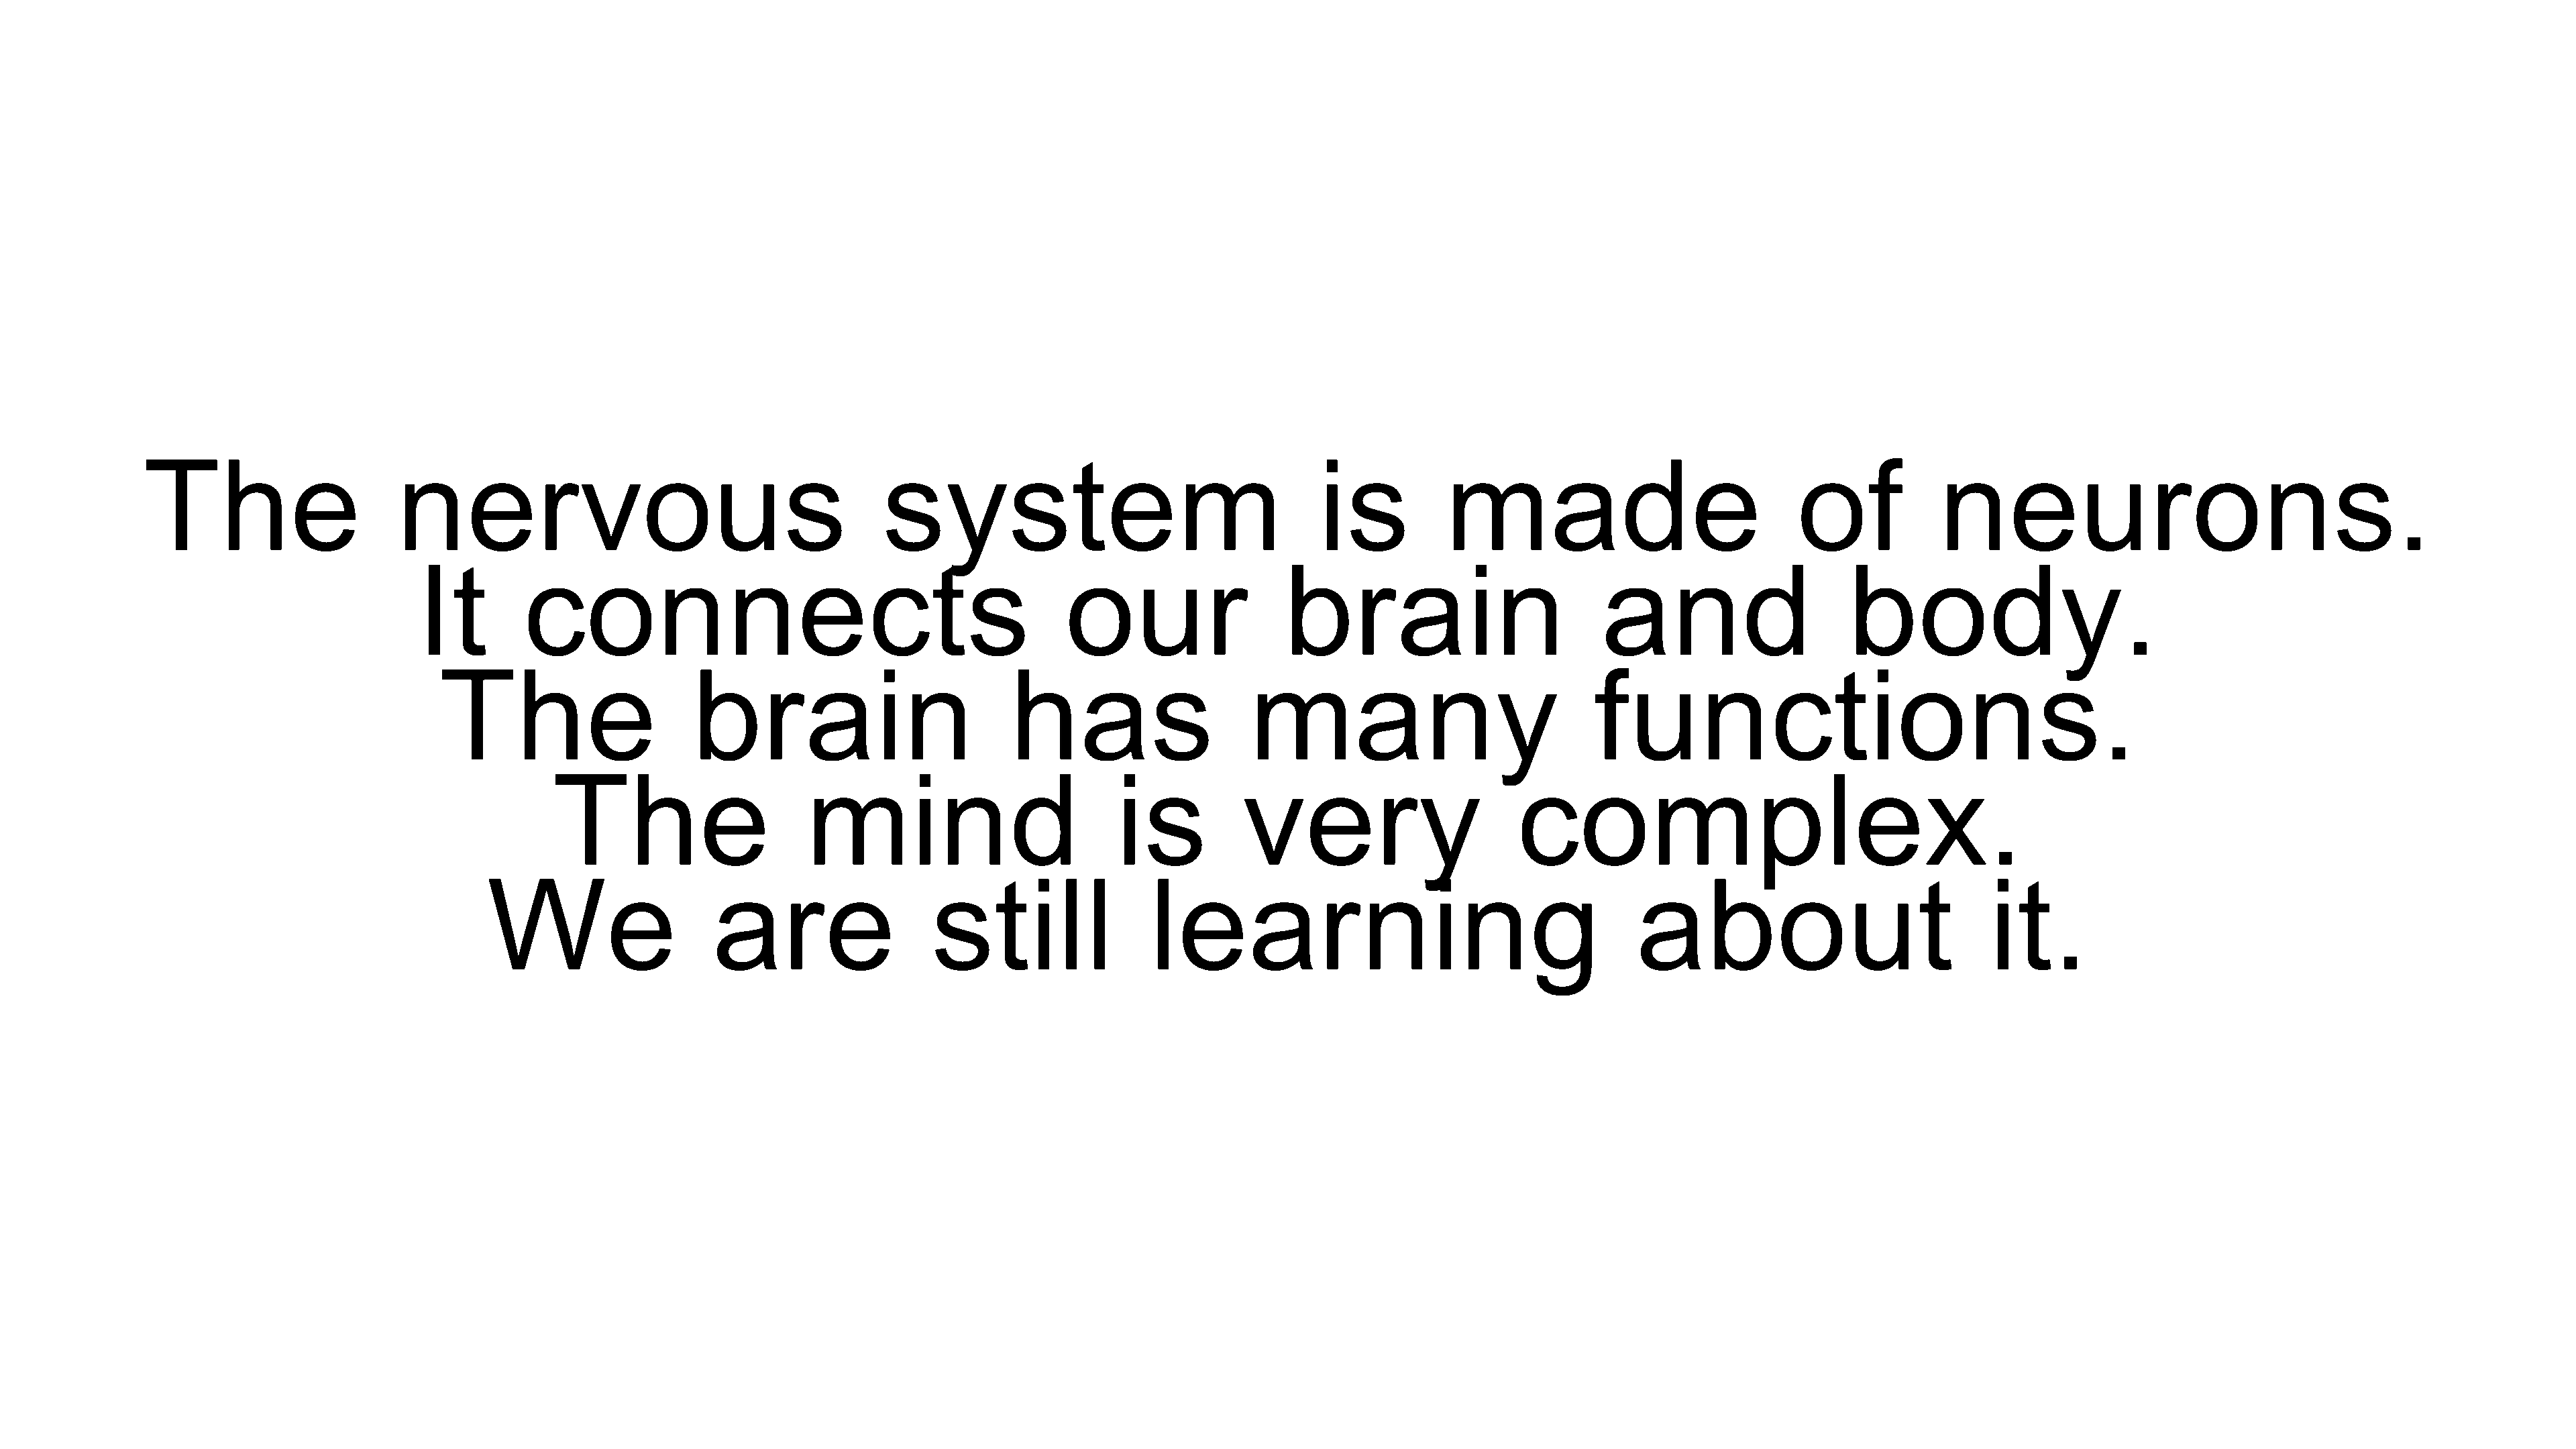 The nervous system is made of neurons.
It connects our brain and body.
The brain has many functions.
The mind is very complex.
We are still learning about it.